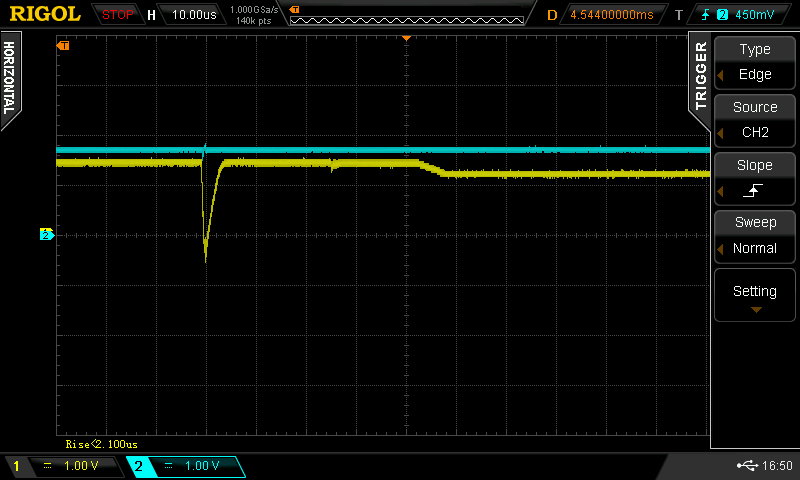 RIGOL STOP H 10.00us 1.000GSa/s 140k pts T D 4.54400000ms T 2 450mV
HORIZONTAL
T
TRIGGER
Type
Edge
Source
CH2
Slope
Sweep
Normal
Setting
2
Rise<2.100us
1 1.00 V 2 1.00 V 16:50